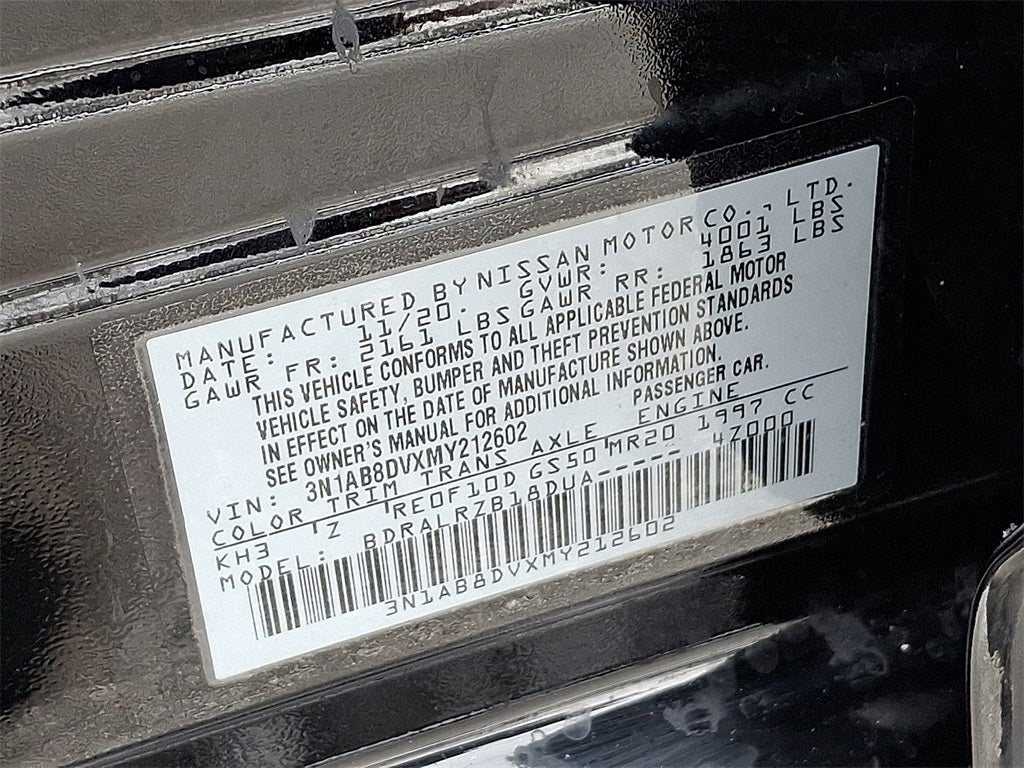 MANUFACTURED BY NISSAN MOTOR CO., LTD.
DATE: 11/20. GVWR: 4001 LBS
GAWR FR: 2161 LBS GAWR RR: 1863 LBS
THIS VEHICLE CONFORMS TO ALL APPLICABLE FEDERAL MOTOR
VEHICLE SAFETY, BUMPER AND THEFT PREVENTION STANDARDS
IN EFFECT ON THE DATE OF MANUFACTURE SHOWN ABOVE.
SEE OWNER'S MANUAL FOR ADDITIONAL INFORMATION.
VIN: 3N1AB8DVXMY212602 PASSENGER CAR.
COLOR TRIM TRANS AXLE ENGINE
KH3 'Z 'RE0F10D GS50 MR20 1997 CC
MODEL: BDRALRZB18DUA----- 4Z000
3N1AB8DVXMY212602